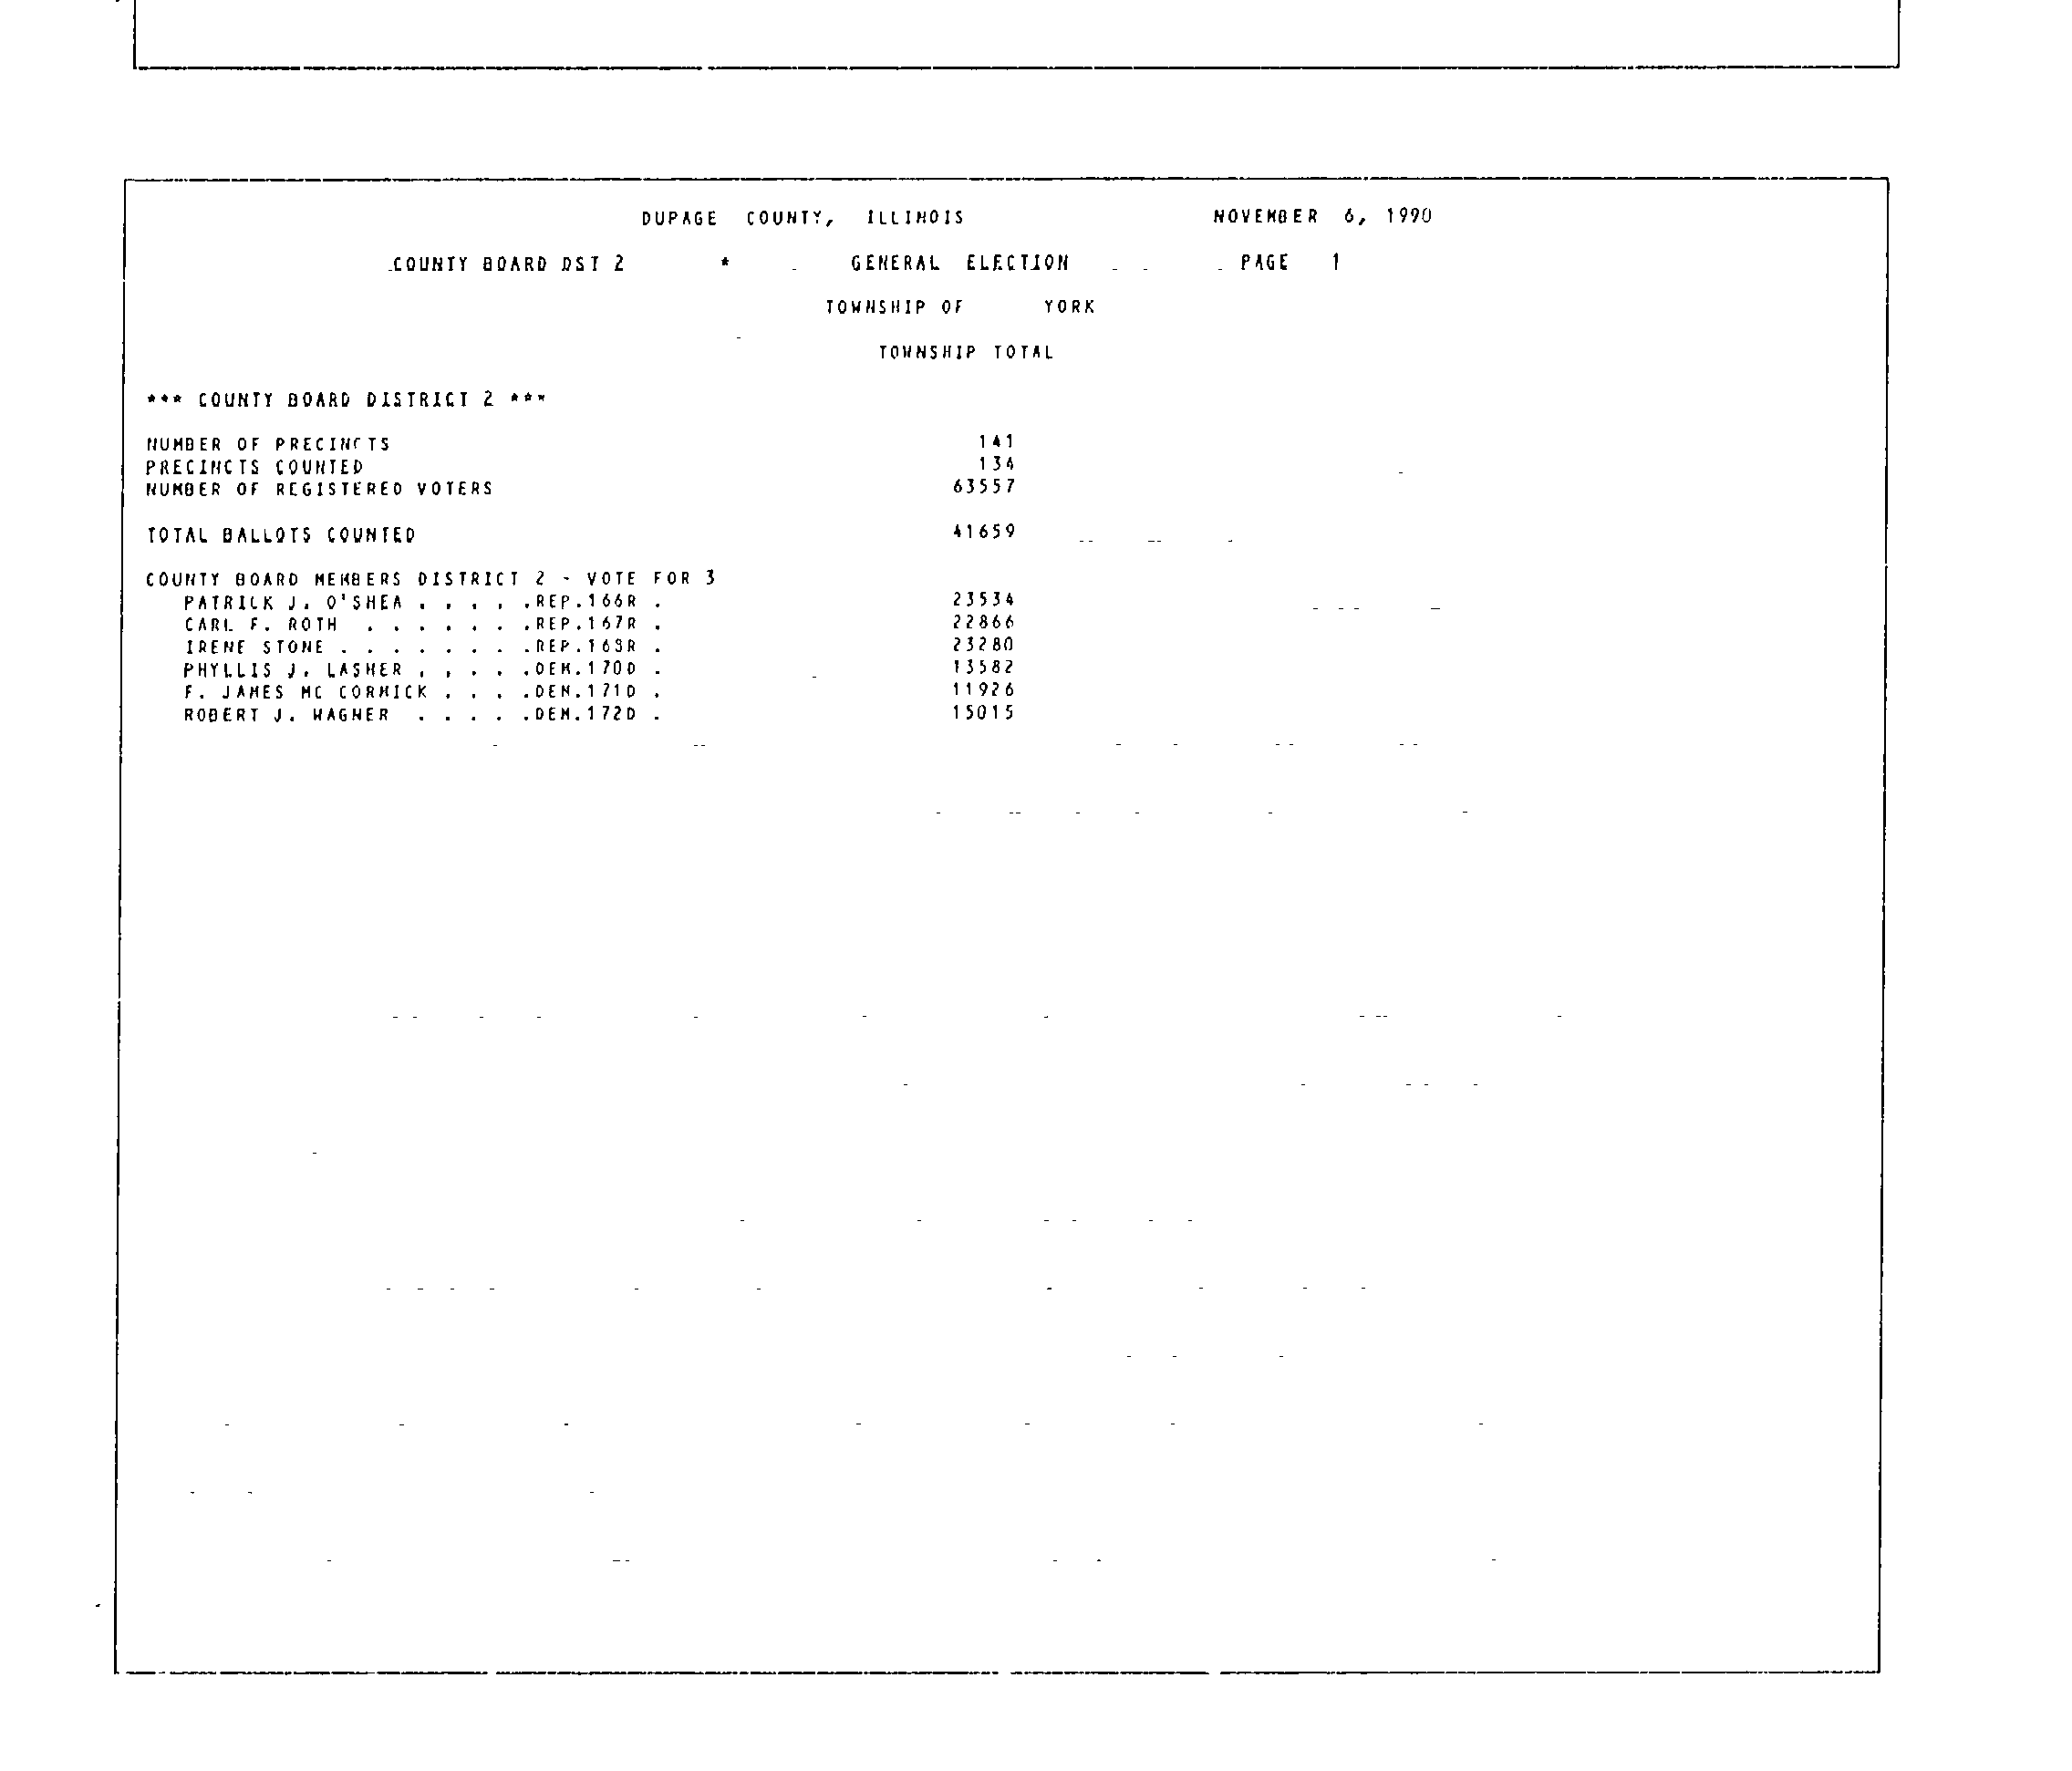 DUPAGE COUNTY, ILLINOIS NOVEMBER 6, 1990
COUNTY BOARD DST 2 * GENERAL ELECTION PAGE 1
TOWNSHIP OF YORK
TOWNSHIP TOTAL
*** COUNTY BOARD DISTRICT 2 ***
NUMBER OF PRECINCTS 141
PRECINCTS COUNTED 134
NUMBER OF REGISTERED VOTERS 63557
TOTAL BALLOTS COUNTED 41659
COUNTY BOARD MEMBERS DISTRICT 2 - VOTE FOR 3
PATRICK J. O'SHEA . . . . .REP.166R . 23534
CARL F. ROTH . . . . . . .REP.167R . 22866
IRENE STONE . . . . . . . .REP.168R . 23280
PHYLLIS J. LASHER . . . . .DEM.170D . 13582
F. JAMES MC CORMICK . . . .DEM.171D . 11926
ROBERT J. WAGNER . . . . .DEM.172D . 15015